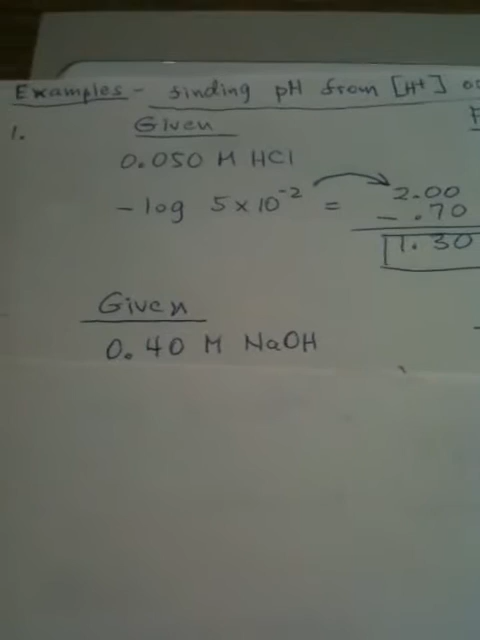 Examples - finding pH from [H+] or
1. Given
0.050 M HCl
- log 5 x 10⁻² = 2.00
- .70
1.30
Given
0.40 M NaOH